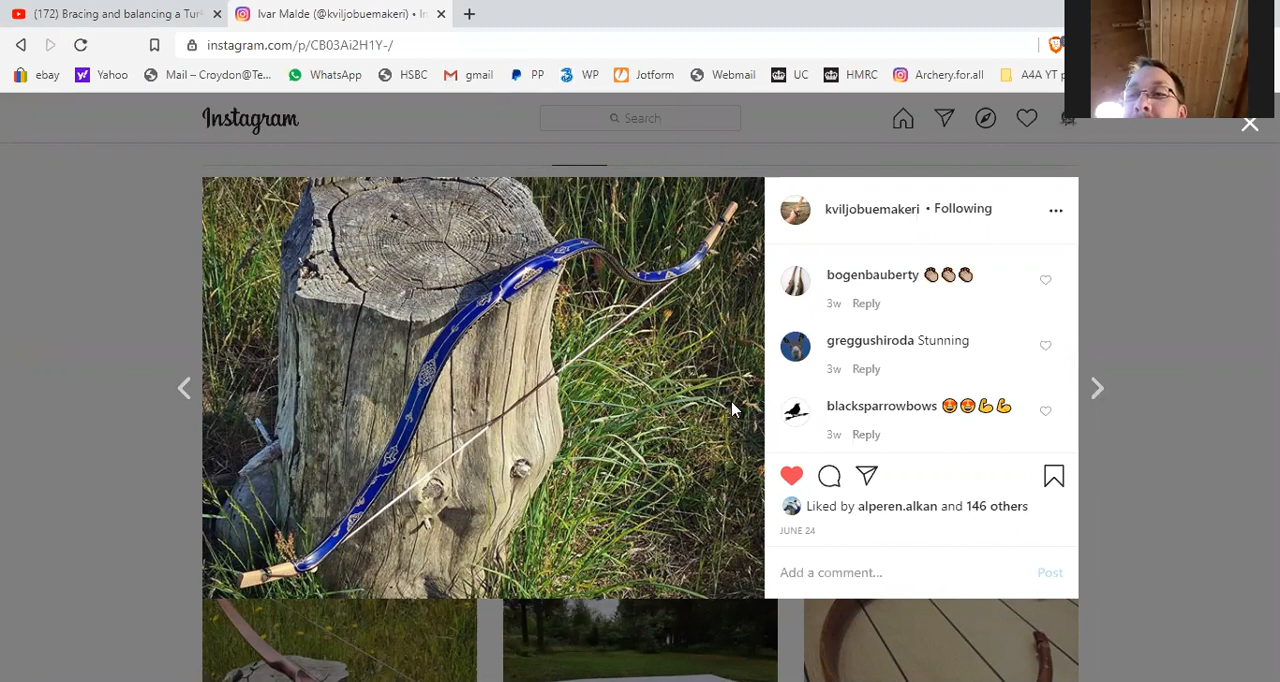 (172) Bracing and balancing a Tur
Ivar Malde (@kviljobuemakeri) • In
instagram.com/p/CB03Ai2H1Y-/
ebay
Yahoo
Mail – Croydon@Te...
WhatsApp
HSBC
gmail
PP
WP
Jotform
Webmail
UC
HMRC
Archery.for.all
A4A YT p
Instagram
Search
kviljobuemakeri • Following
bogenbauberty 👏🏼👏🏼👏🏼
3w Reply
greggushiroda Stunning
3w Reply
blacksparrowbows 😍😍💪💪
3w Reply
Liked by alperen.alkan and 146 others
JUNE 24
Add a comment...
Post